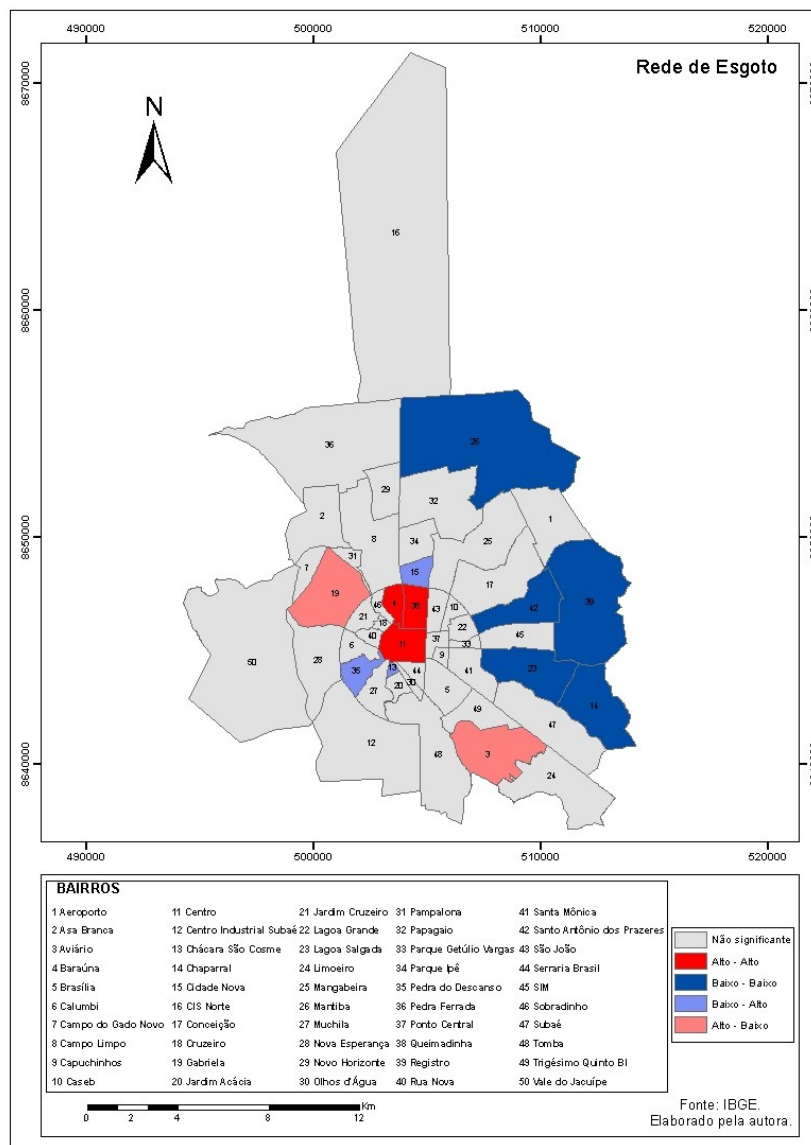 490000 500000 510000 520000
Rede de Esgoto
8670000
N
16
8660000
36
26
29
32
2
1
8650000
34
8
25
31
15
7
17
19
4
38
39
46
43
10
42
21
18
22
45
40
11
37
33
6
9
50
28
35
13
44
41
23
20
30
27
5
14
49
47
12
48
3
24
8640000
490000 500000 510000 520000
BAIRROS
1 Aeroporto 11 Centro 21 Jardim Cruzeiro 31 Pampalona 41 Santa Mônica
2 Asa Branca 12 Centro Industrial Subaé 22 Lagoa Grande 32 Papagaio 42 Santo Antônio dos Prazeres
3 Aviário 13 Chácara São Cosme 23 Lagoa Salgada 33 Parque Getúlio Vargas 43 São João
4 Baraúna 14 Chaparral 24 Limoeiro 34 Parque Ipê 44 Serraria Brasil
5 Brasília 15 Cidade Nova 25 Mangabeira 35 Pedra do Descanso 45 SIM
6 Calumbi 16 CIS Norte 26 Mantiba 36 Pedra Ferrada 46 Sobradinho
7 Campo do Gado Novo 17 Conceição 27 Muchila 37 Ponto Central 47 Subaé
8 Campo Limpo 18 Cruzeiro 28 Nova Esperança 38 Queimadinha 48 Tomba
9 Capuchinhos 19 Gabriela 29 Novo Horizonte 39 Registro 49 Trigésimo Quinto BI
10 Caseb 20 Jardim Acácia 30 Olhos d'Água 40 Rua Nova 50 Vale do Jacuípe
Não significante
Alto - Alto
Baixo - Baixo
Baixo - Alto
Alto - Baixo
Km
0 2 4 8 12
Fonte: IBGE.
Elaborado pela autora.